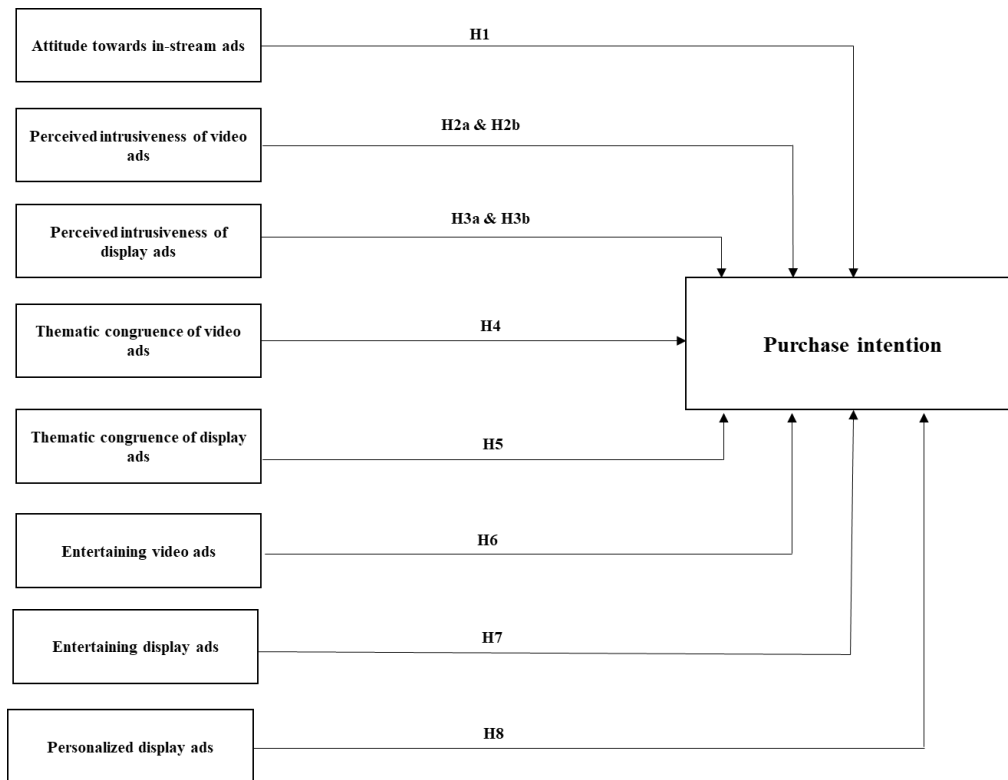 Attitude towards in-stream ads
H1
Perceived intrusiveness of video
ads
H2a & H2b
Perceived intrusiveness of
display ads
H3a & H3b
Thematic congruence of video
ads
H4
Purchase intention
Thematic congruence of display
ads
H5
Entertaining video ads
H6
Entertaining display ads
H7
Personalized display ads
H8